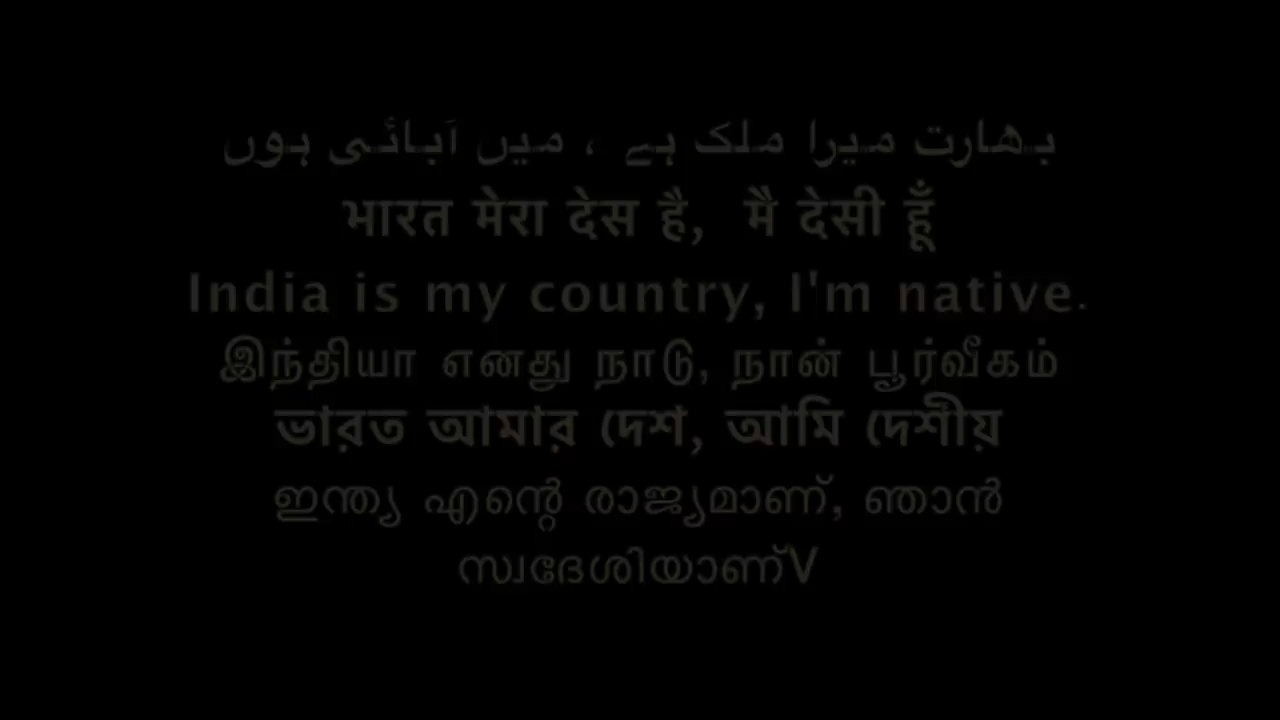 بھارت میرا ملک ہے ، میں آبائی ہوں
भारत मेरा देस है, मै देसी हूँ
India is my country, I'm native.
இந்தியா எனது நாடு, நான் பூர்வீகம்
ভারত আমার দেশ, আমি দেশীয়
ഇന്ത്യ എന്റെ രാജ്യമാണ്, ഞാൻ
സ്വദേശിയാണ്V